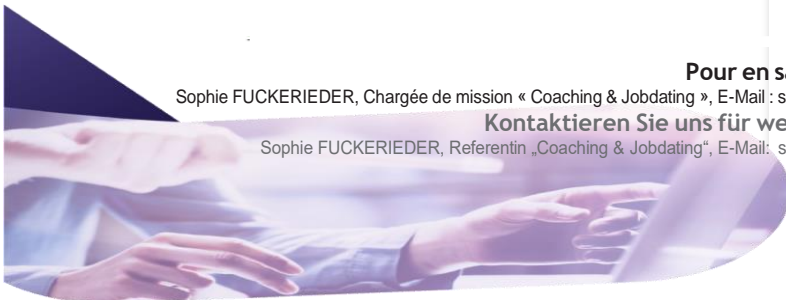 Pour en s
Sophie FUCKERIEDER, Chargée de mission « Coaching & Jobdating », E-Mail : s
Kontaktieren Sie uns für we
Sophie FUCKERIEDER, Referentin „Coaching & Jobdating“, E-Mail: s